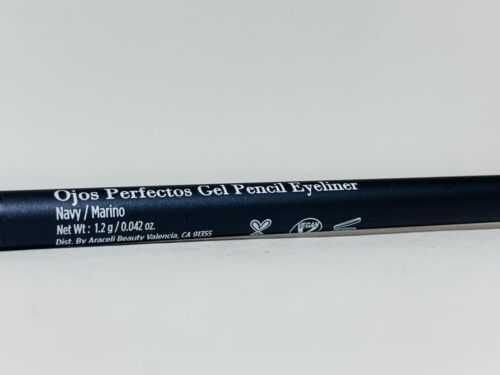 Ojos Perfectos Gel Pencil Eyeliner
Navy / Marino
Net Wt : 1.2 g / 0.042 oz.
Dist. By Araceli Beauty Valencia, CA 91355
VEGAN